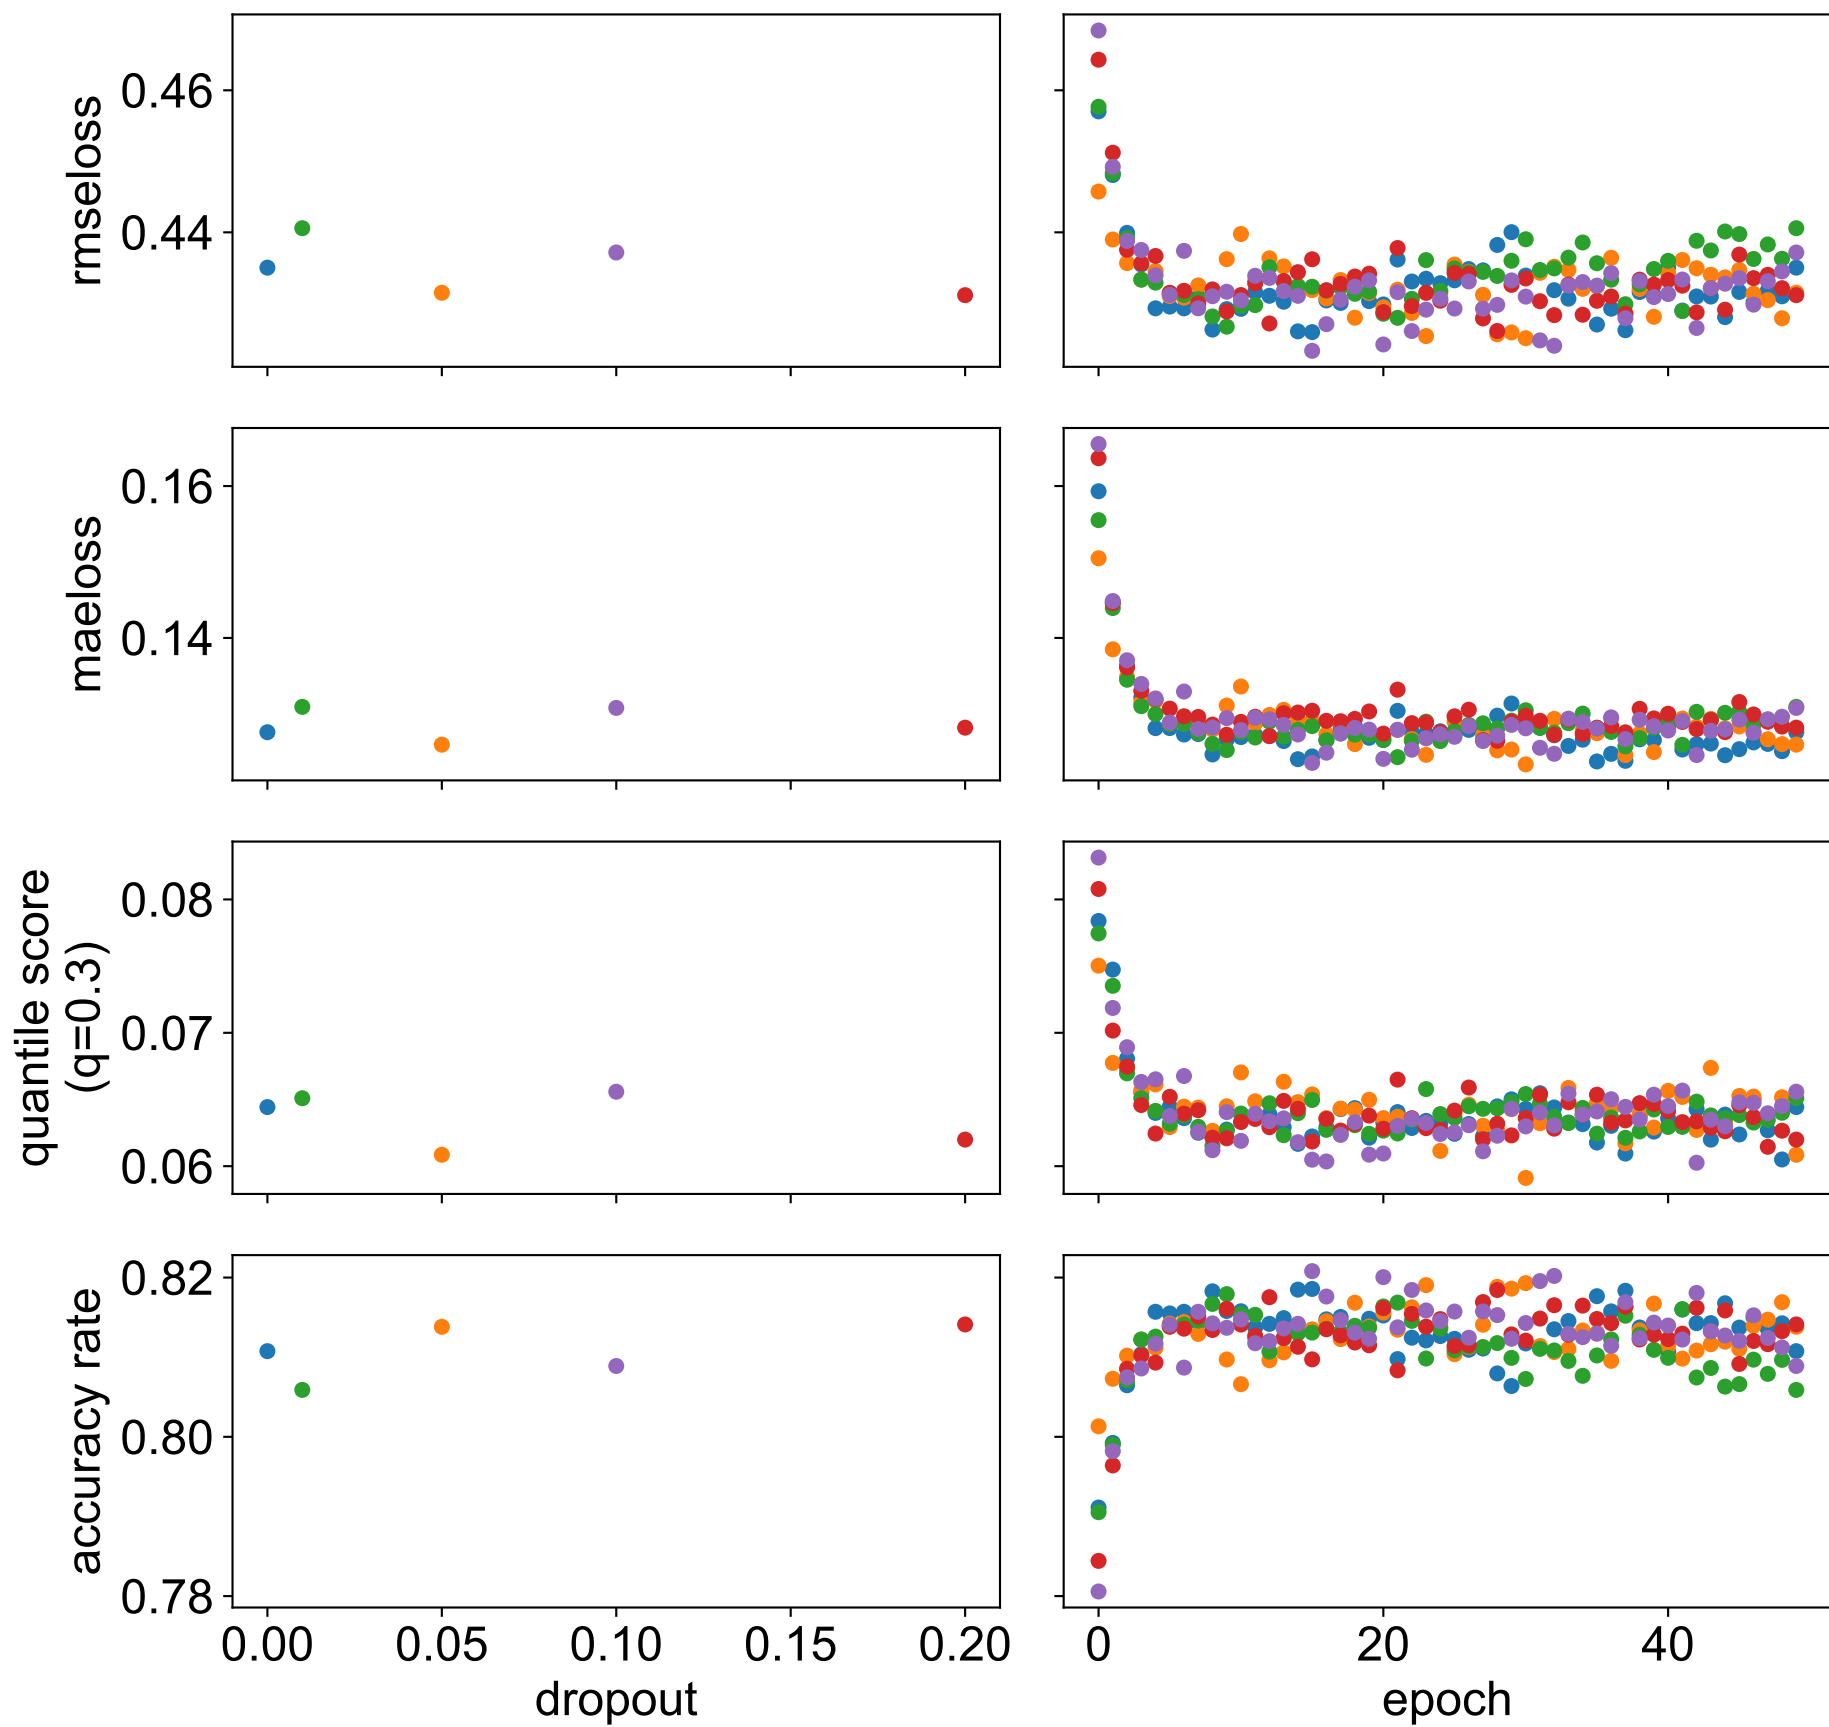 rmseloss
0.46
0.44
maeloss
0.16
0.14
quantile score
(q=0.3)
0.08
0.07
0.06
accuracy rate
0.82
0.80
0.78
0.00 0.05 0.10 0.15 0.20
dropout
0 20 40
epoch